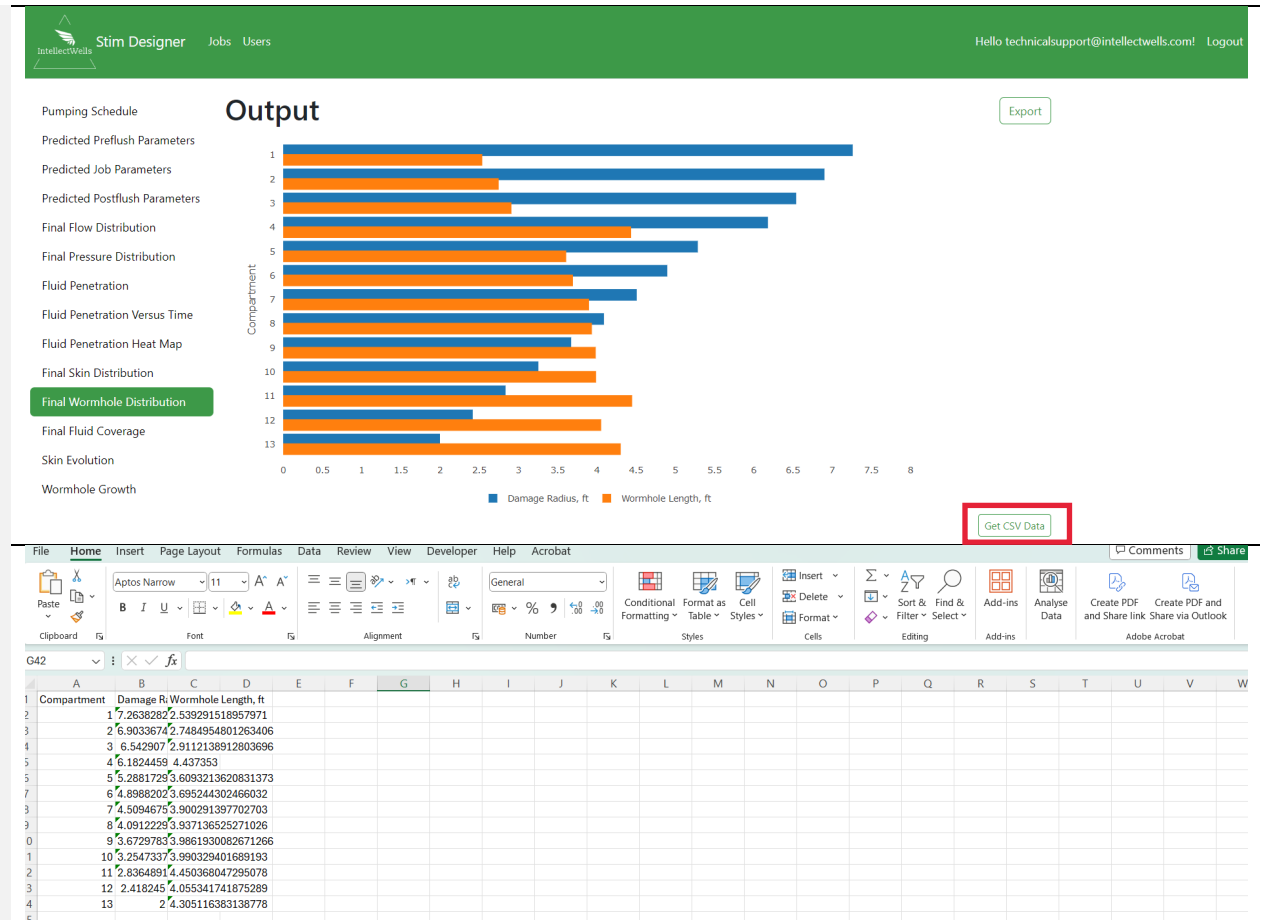 IntellectWells Stim Designer Jobs Users Hello technicalsupport@intellectwells.com! Logout
Output Export
Pumping Schedule
Predicted Preflush Parameters
Predicted Job Parameters
Predicted Postflush Parameters
Final Flow Distribution
Final Pressure Distribution
Fluid Penetration
Fluid Penetration Versus Time
Fluid Penetration Heat Map
Final Skin Distribution
Final Wormhole Distribution
Final Fluid Coverage
Skin Evolution
Wormhole Growth
Compartment
1
2
3
4
5
6
7
8
9
10
11
12
13
0 0.5 1 1.5 2 2.5 3 3.5 4 4.5 5 5.5 6 6.5 7 7.5 8
Damage Radius, ft Wormhole Length, ft
Get CSV Data
File Home Insert Page Layout Formulas Data Review View Developer Help Acrobat Comments Share
Paste
Aptos Narrow 11 A^ A˅
B I U A
ab
General
% 9 .00 .0
Conditional Formatting
Format as Table
Cell Styles
Insert
Delete
Format
Sort & Filter
Find & Select
Add-ins
Analyse Data
Create PDF and Share link
Create PDF and Share via Outlook
Clipboard Font Alignment Number Styles Cells Editing Add-ins Adobe Acrobat
G42 fx
A B C D E F G H I J K L M N O P Q R S T U V W
Compartment Damage Ra Wormhole Length, ft
1 7.2638282 2.539291518957971
2 6.9033674 2.7484954801263406
3 6.542907 2.9112138912803696
4 6.1824459 4.437353
5 5.2881729 3.6093213620831373
6 4.8988202 3.695244302466032
7 4.5094675 3.900291397702703
8 4.0912229 3.937136525271026
9 3.6729783 3.9861930082671266
10 3.2547337 3.990329401689193
11 2.8364891 4.450368047295078
12 2.418245 4.055341741875289
13 2 4.305116383138778